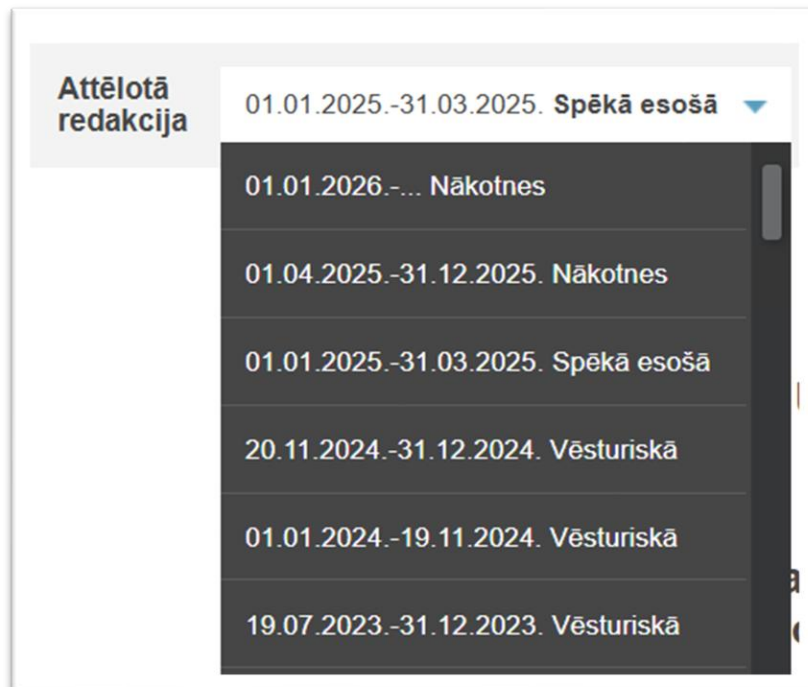 Attēlotā
redakcija
01.01.2025.-31.03.2025. Spēkā esošā
01.01.2026.-... Nākotnes
01.04.2025.-31.12.2025. Nākotnes
01.01.2025.-31.03.2025. Spēkā esošā
20.11.2024.-31.12.2024. Vēsturiskā
01.01.2024.-19.11.2024. Vēsturiskā
19.07.2023.-31.12.2023. Vēsturiskā